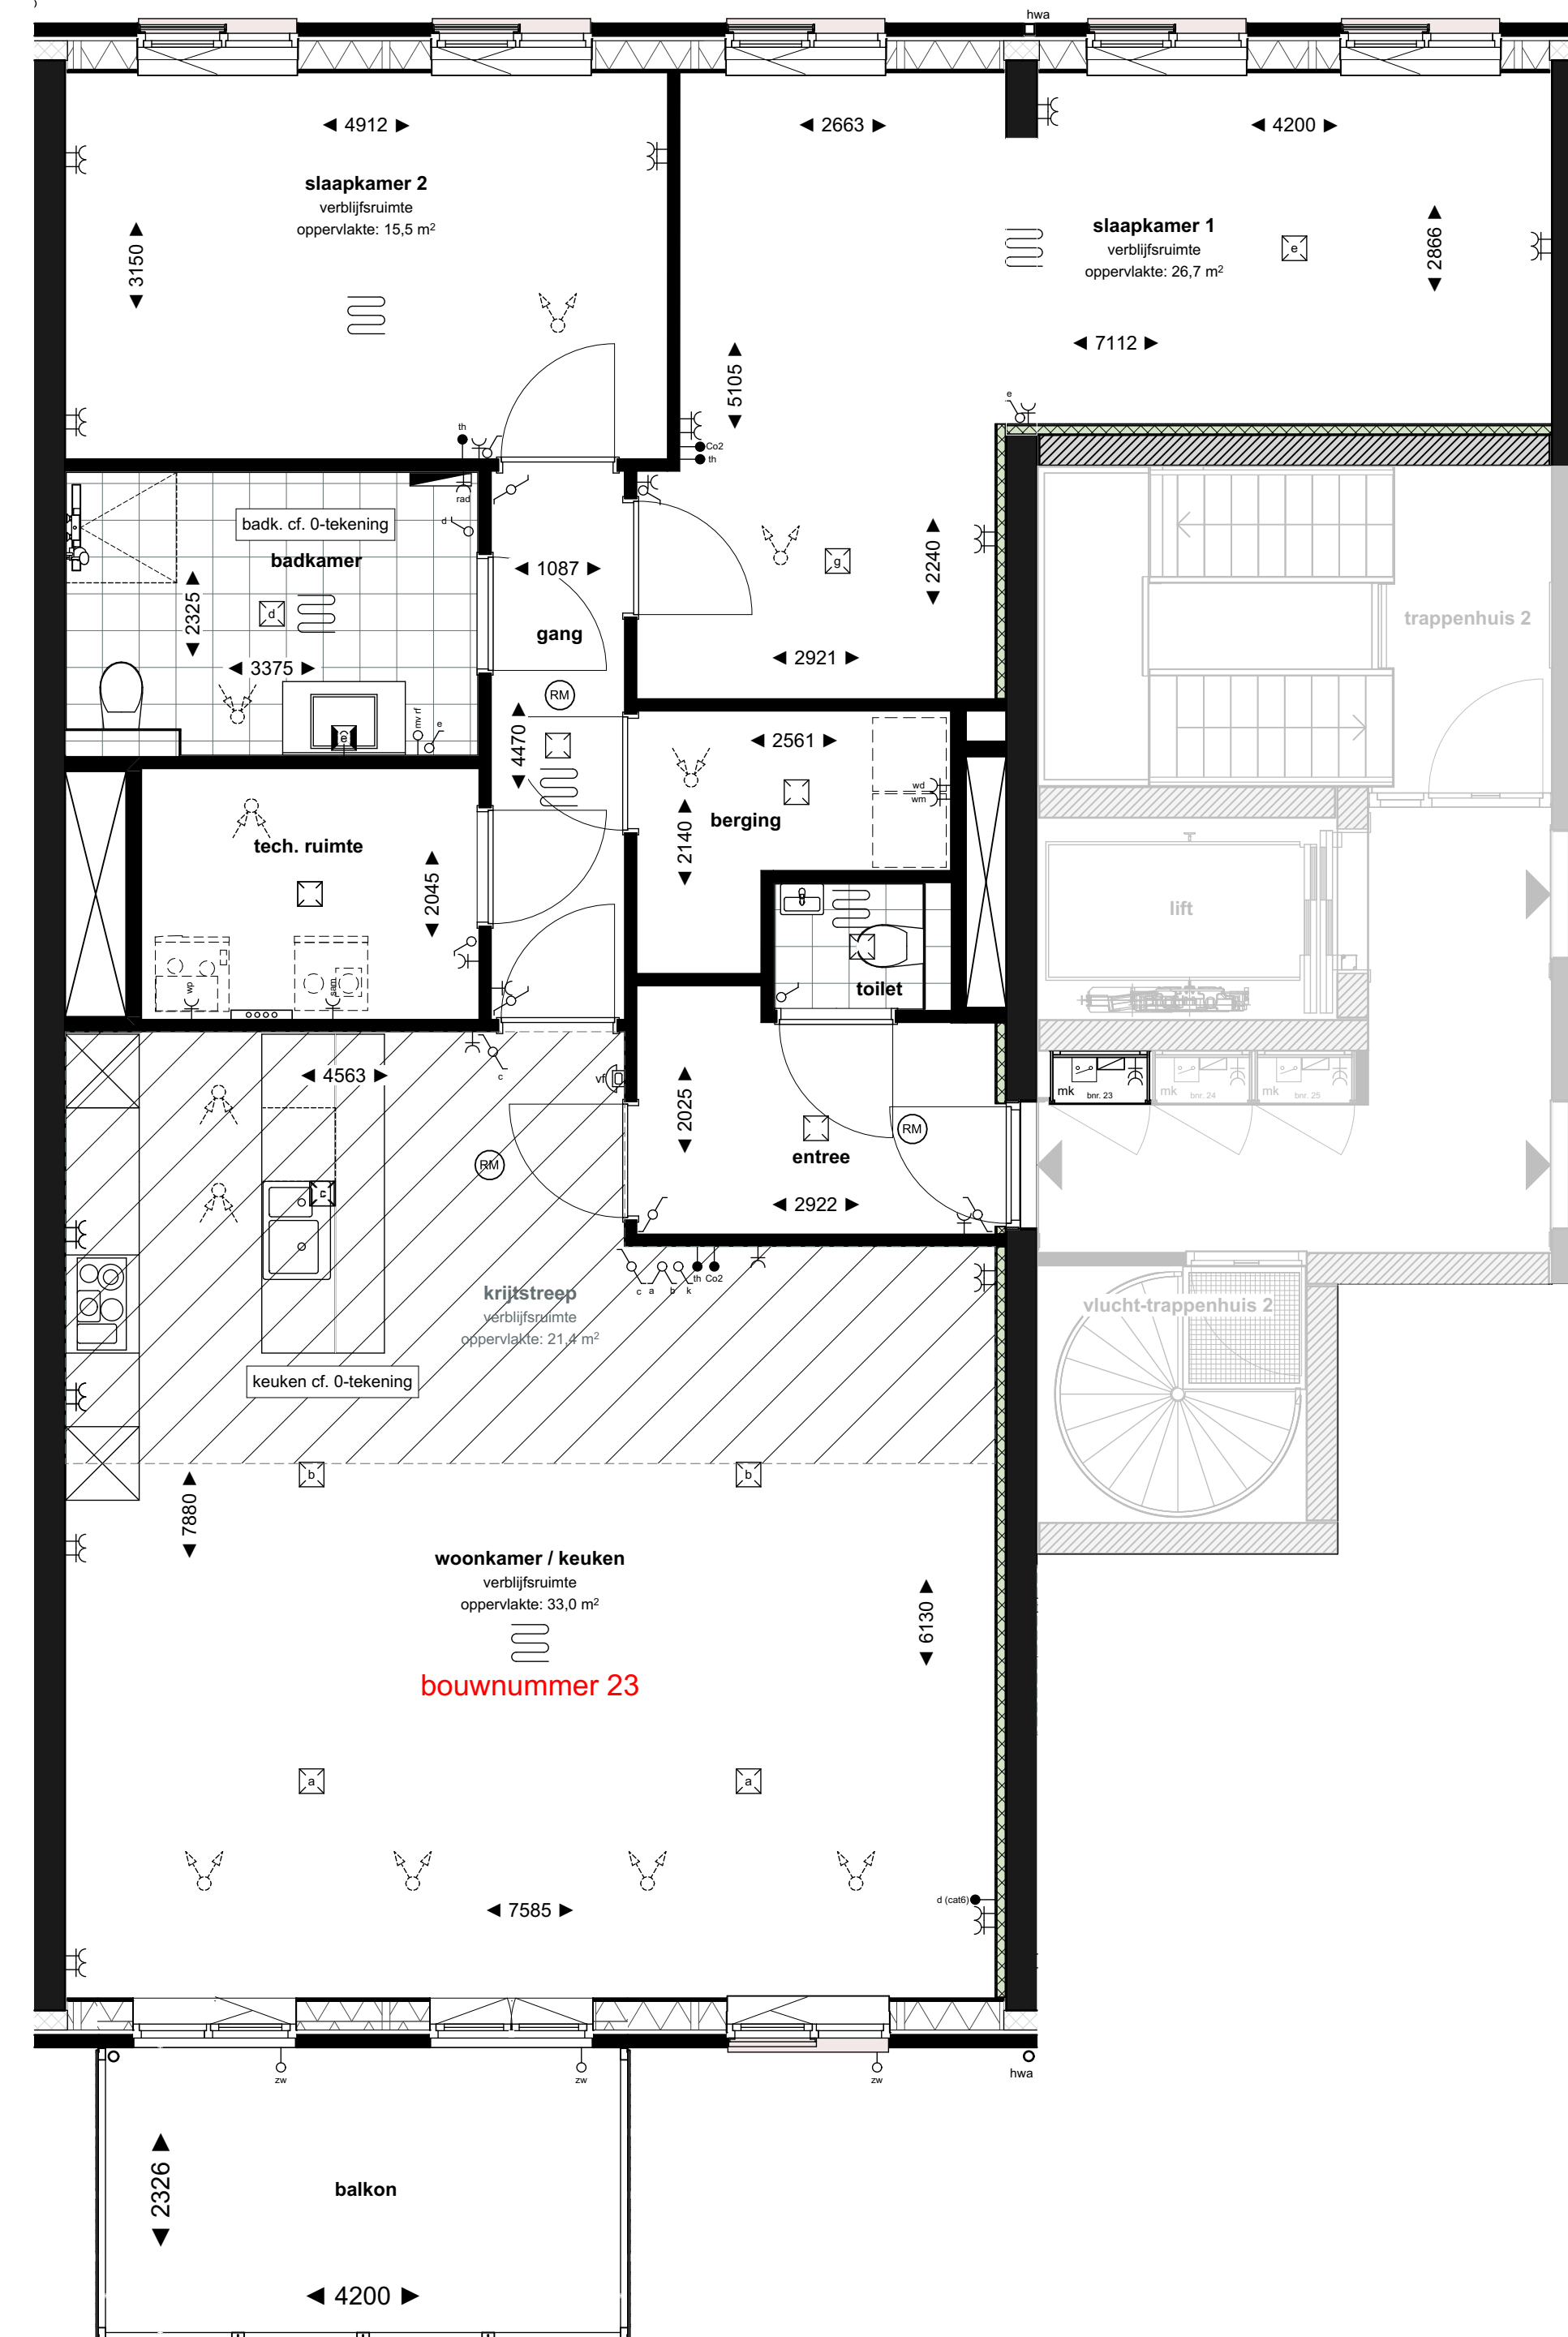 hwa
◄ 4912 ►
◄ 2663 ►
◄ 4200 ►
slaapkamer 2
verblijfsruimte
oppervlakte: 15,5 m²
slaapkamer 1
verblijfsruimte
oppervlakte: 26,7 m²
e
◄ 3150 ►
◄ 2866 ►
◄ 7112 ►
◄ 5105 ►
e
th
Co2
th
rad
d
badk. cf. 0-tekening
badkamer
◄ 1087 ►
g
◄ 2240 ►
◄ 2325 ►
d
gang
trappenhuis 2
◄ 3375 ►
◄ 2921 ►
RM
mv rf
e
e
◄ 4470 ►
◄ 2561 ►
wd
wm
berging
◄ 2140 ►
tech. ruimte
◄ 2045 ►
lift
wp
sam
toilet
◄ 4563 ►
c
vf
mk
bnr. 23
mk
bnr. 24
mk
bnr. 25
◄ 2025 ►
RM
entree
RM
c
◄ 2922 ►
c
a
b
k
th
Co2
krijtstreep
verblijfsruimte
oppervlakte: 21,4 m²
vlucht-trappenhuis 2
keuken cf. 0-tekening
b
b
◄ 7880 ►
woonkamer / keuken
verblijfsruimte
oppervlakte: 33,0 m²
◄ 6130 ►
bouwnummer 23
a
a
d (cat6)
◄ 7585 ►
zw
zw
zw
hwa
◄ 2326 ►
balkon
◄ 4200 ►